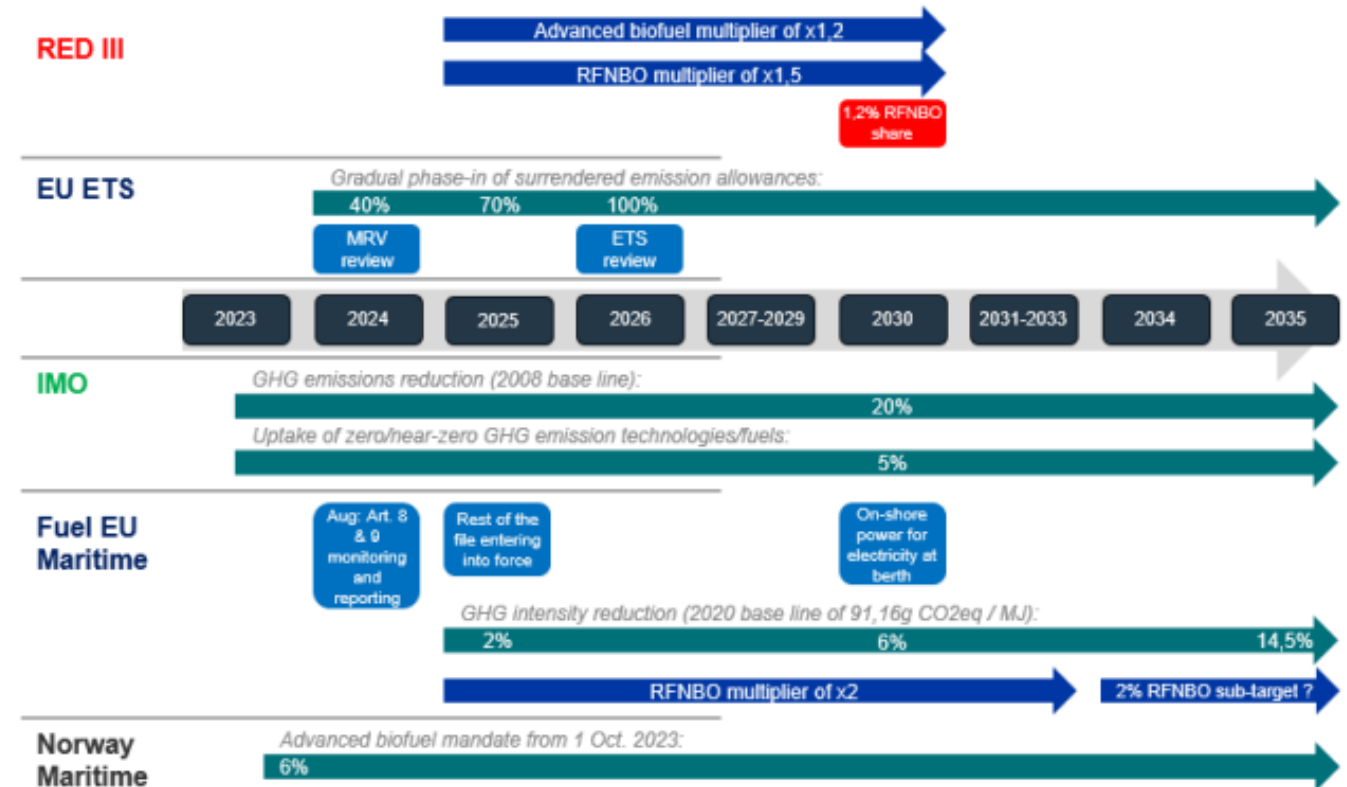 RED III
Advanced biofuel multiplier of x1,2
RFNBO multiplier of x1,5
1,2% RFNBO
share
EU ETS
Gradual phase-in of surrendered emission allowances:
40% 70% 100%
MRV
review
ETS
review
2023 2024 2025 2026 2027-2029 2030 2031-2033 2034 2035
IMO
GHG emissions reduction (2008 base line):
20%
Uptake of zero/near-zero GHG emission technologies/fuels:
5%
Fuel EU
Maritime
Aug: Art. 8
& 9
monitoring
and
reporting
Rest of the
file entering
into force
On-shore
power for
electricity at
berth
GHG intensity reduction (2020 base line of 91,16g CO2eq / MJ):
2% 6% 14,5%
RFNBO multiplier of x2
2% RFNBO sub-target ?
Norway
Maritime
Advanced biofuel mandate from 1 Oct. 2023:
6%